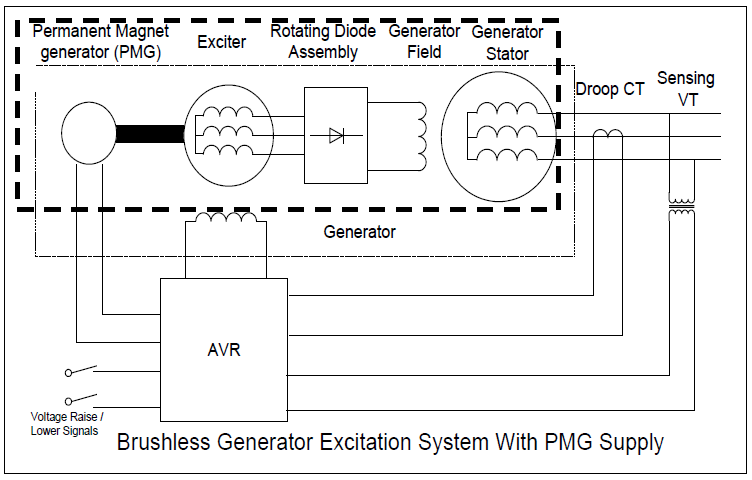 Permanent Magnet
generator (PMG)
Exciter
Rotating Diode
Assembly
Generator
Field
Generator
Stator
Droop CT
Sensing
VT
Generator
AVR
Voltage Raise /
Lower Signals
Brushless Generator Excitation System With PMG Supply